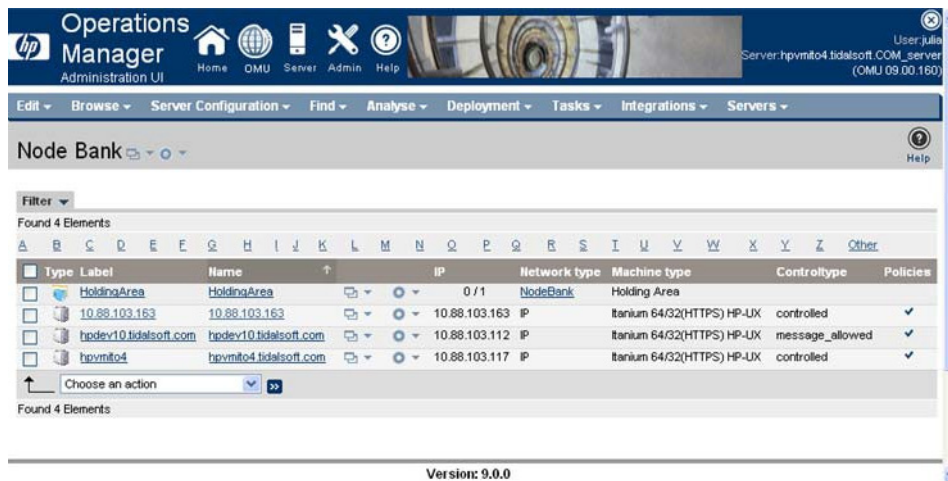 hp
Operations
Manager
Administration UI
Home OMU Server Admin Help
User:julia
Server:hpvmito4.tidalsoft.COM_server
(OMU 09.00.160)
Edit Browse Server Configuration Find Analyse Deployment Tasks Integrations Servers
Node Bank
Help
Filter
Found 4 Elements
A B C D E F G H I J K L M N O P Q R S T U V W X Y Z Other
Type Label Name IP Network type Machine type Controltype Policies
HoldingArea HoldingArea 0 / 1 NodeBank Holding Area
10.88.103.163 10.88.103.163 10.88.103.163 IP Itanium 64/32(HTTPS) HP-UX controlled
hpdev10.tidalsoft.com hpdev10.tidalsoft.com 10.88.103.112 IP Itanium 64/32(HTTPS) HP-UX message_allowed
hpvmito4 hpvmito4.tidalsoft.com 10.88.103.117 IP Itanium 64/32(HTTPS) HP-UX controlled
Choose an action
Found 4 Elements
Version: 9.0.0